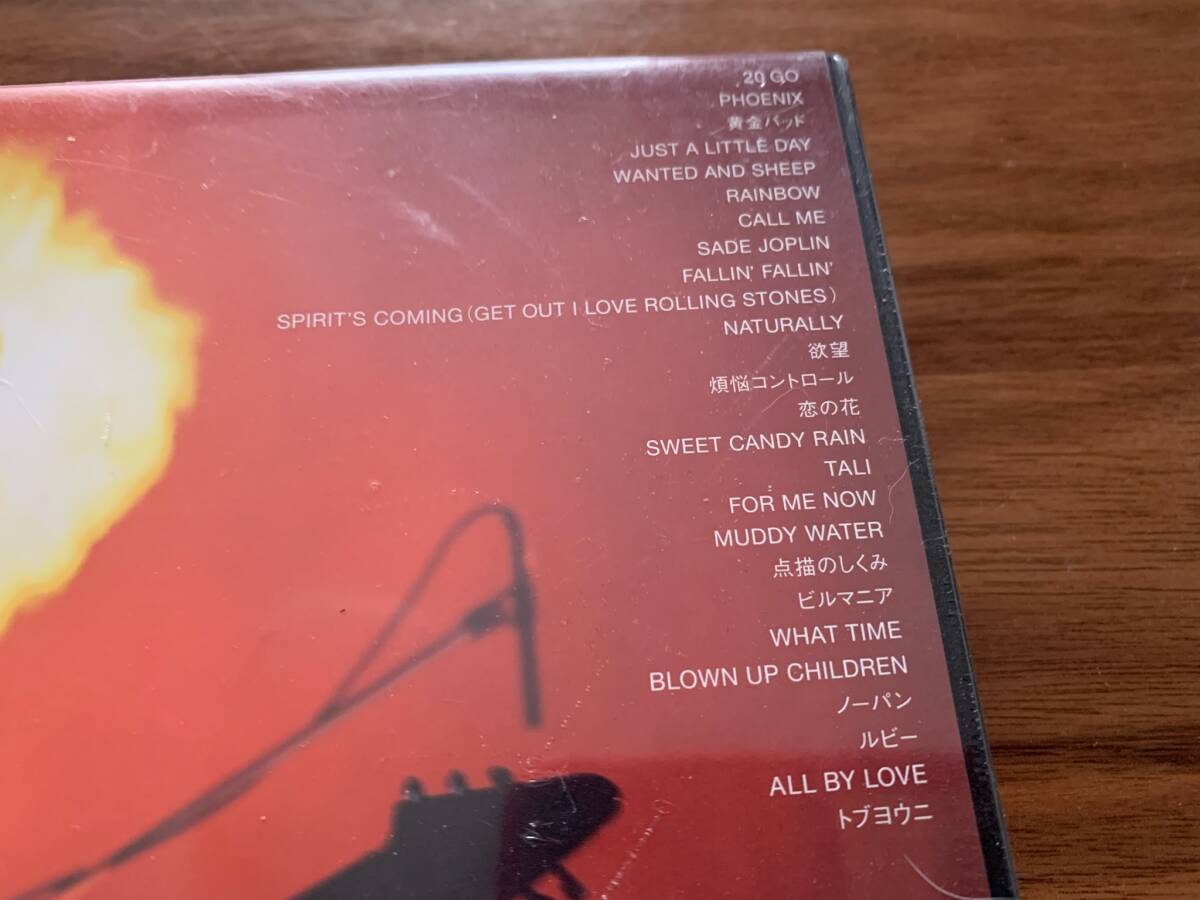 20 GO
PHOENIX
黄金バッド
JUST A LITTLE DAY
WANTED AND SHEEP
RAINBOW
CALL ME
SADE JOPLIN
FALLIN' FALLIN'
SPIRIT'S COMING (GET OUT I LOVE ROLLING STONES)
NATURALLY
欲望
煩悩コントロール
恋の花
SWEET CANDY RAIN
TALI
FOR ME NOW
MUDDY WATER
点描のしくみ
ビルマニア
WHAT TIME
BLOWN UP CHILDREN
ノーパン
ルビー
ALL BY LOVE
トブヨウニ